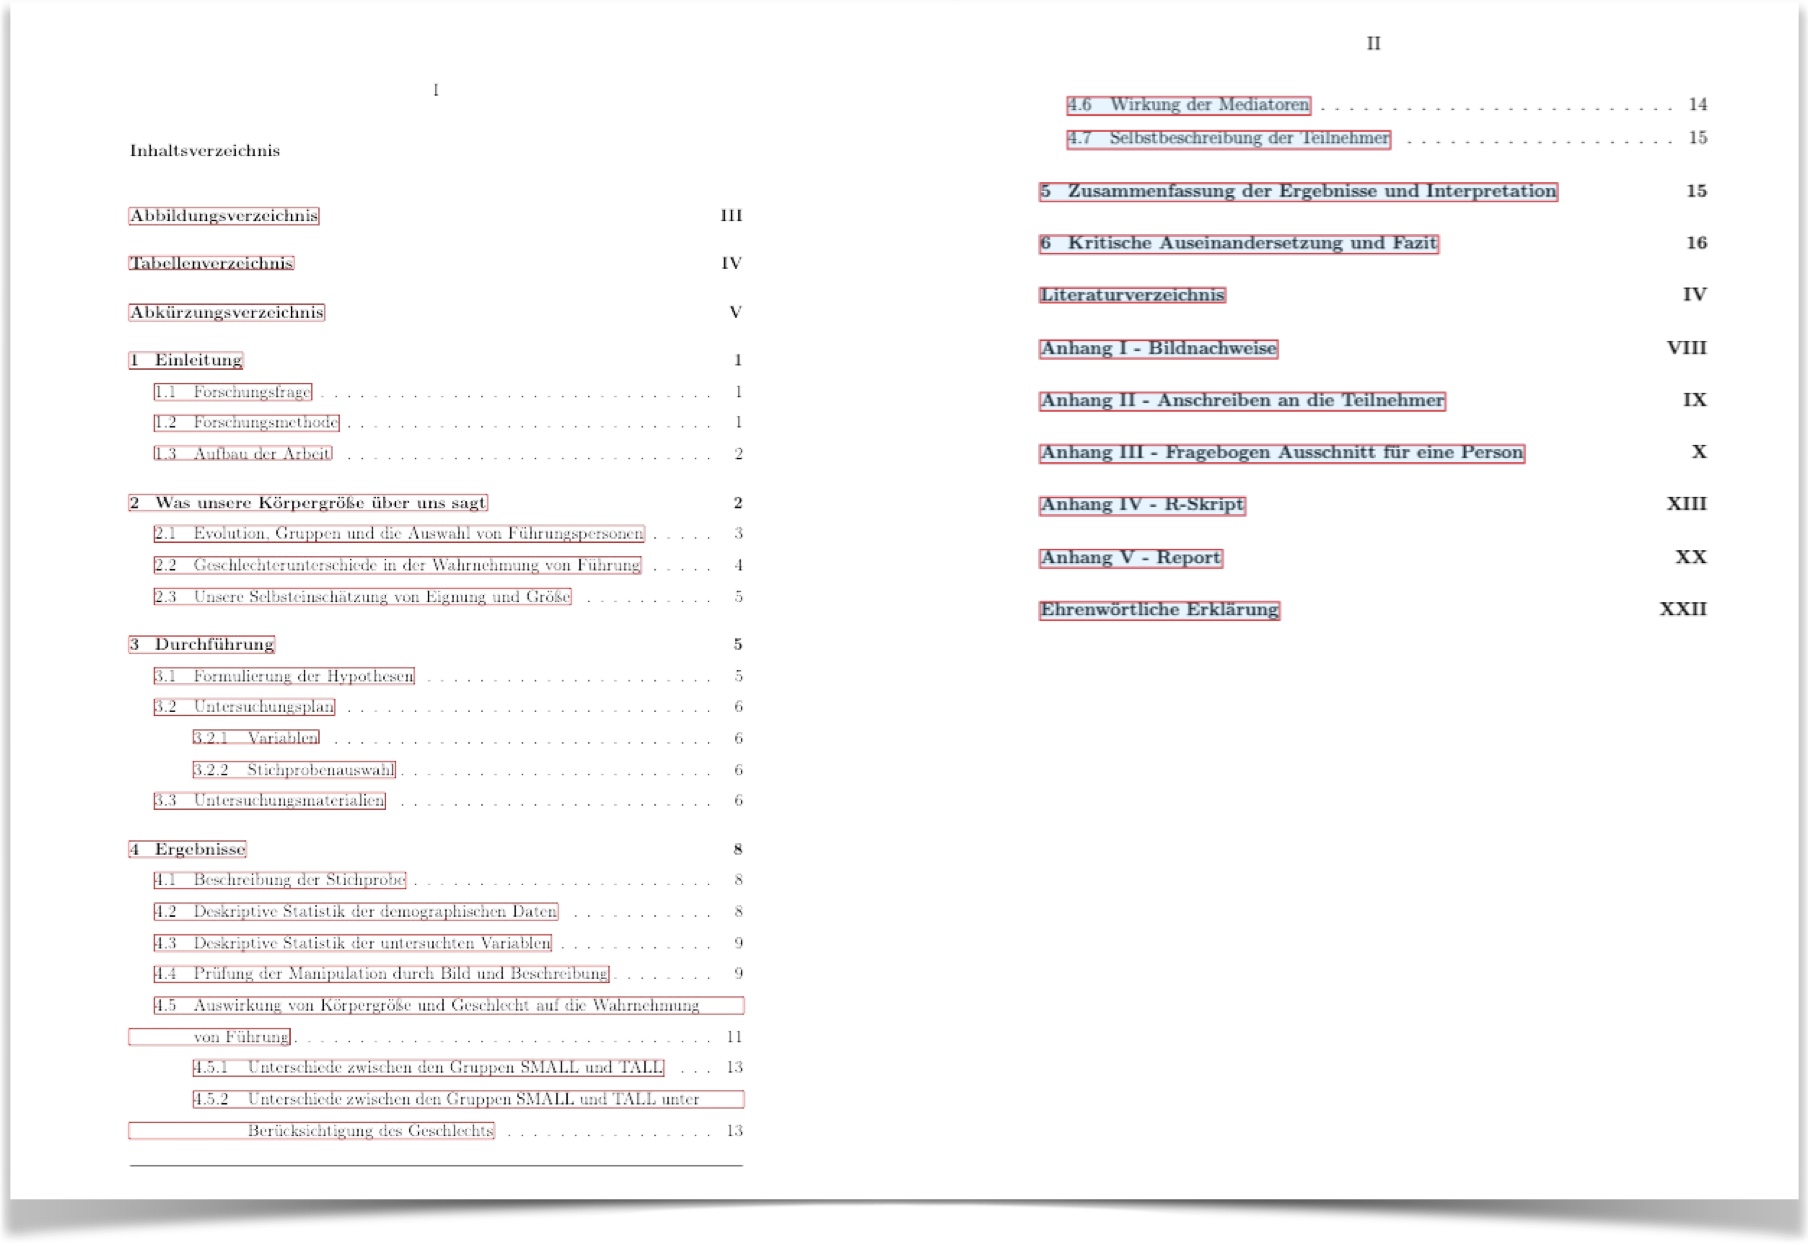 I
Inhaltsverzeichnis
Abbildungsverzeichnis III
Tabellenverzeichnis IV
Abkürzungsverzeichnis V
1 Einleitung 1
1.1 Forschungsfrage . . . . . . . . . . 1
1.2 Forschungsmethode . . . . . . . . . . 1
1.3 Aufbau der Arbeit . . . . . . . . . . 2
2 Was unsere Körpergröße über uns sagt 2
2.1 Evolution, Gruppen und die Auswahl von Führungspersonen . . . . . 3
2.2 Geschlechterunterschiede in der Wahrnehmung von Führung . . . . . 4
2.3 Unsere Selbsteinschätzung von Eignung und Größe . . . . . . . . . . 5
3 Durchführung 5
3.1 Formulierung der Hypothesen . . . . . . . . . . 5
3.2 Untersuchungsplan . . . . . . . . . . 6
3.2.1 Variablen . . . . . . . . . . 6
3.2.2 Stichprobenauswahl . . . . . . . . . . 6
3.3 Untersuchungsmaterialien . . . . . . . . . . 6
4 Ergebnisse 8
4.1 Beschreibung der Stichprobe . . . . . . . . . . 8
4.2 Deskriptive Statistik der demographischen Daten . . . . . . . . . . 8
4.3 Deskriptive Statistik der untersuchten Variablen . . . . . . . . . . 9
4.4 Prüfung der Manipulation durch Bild und Beschreibung . . . . . . . . 9
4.5 Auswirkung von Körpergröße und Geschlecht auf die Wahrnehmung
von Führung . . . . . . . . . . 11
4.5.1 Unterschiede zwischen den Gruppen SMALL und TALL . . . 13
4.5.2 Unterschiede zwischen den Gruppen SMALL und TALL unter
Berücksichtigung des Geschlechts . . . . . . . . . . 13
II
4.6 Wirkung der Mediatoren . . . . . . . . . . 14
4.7 Selbstbeschreibung der Teilnehmer . . . . . . . . . . 15
5 Zusammenfassung der Ergebnisse und Interpretation 15
6 Kritische Auseinandersetzung und Fazit 16
Literaturverzeichnis IV
Anhang I - Bildnachweise VIII
Anhang II - Anschreiben an die Teilnehmer IX
Anhang III - Fragebogen Ausschnitt für eine Person X
Anhang IV - R-Skript XIII
Anhang V - Report XX
Ehrenwörtliche Erklärung XXII